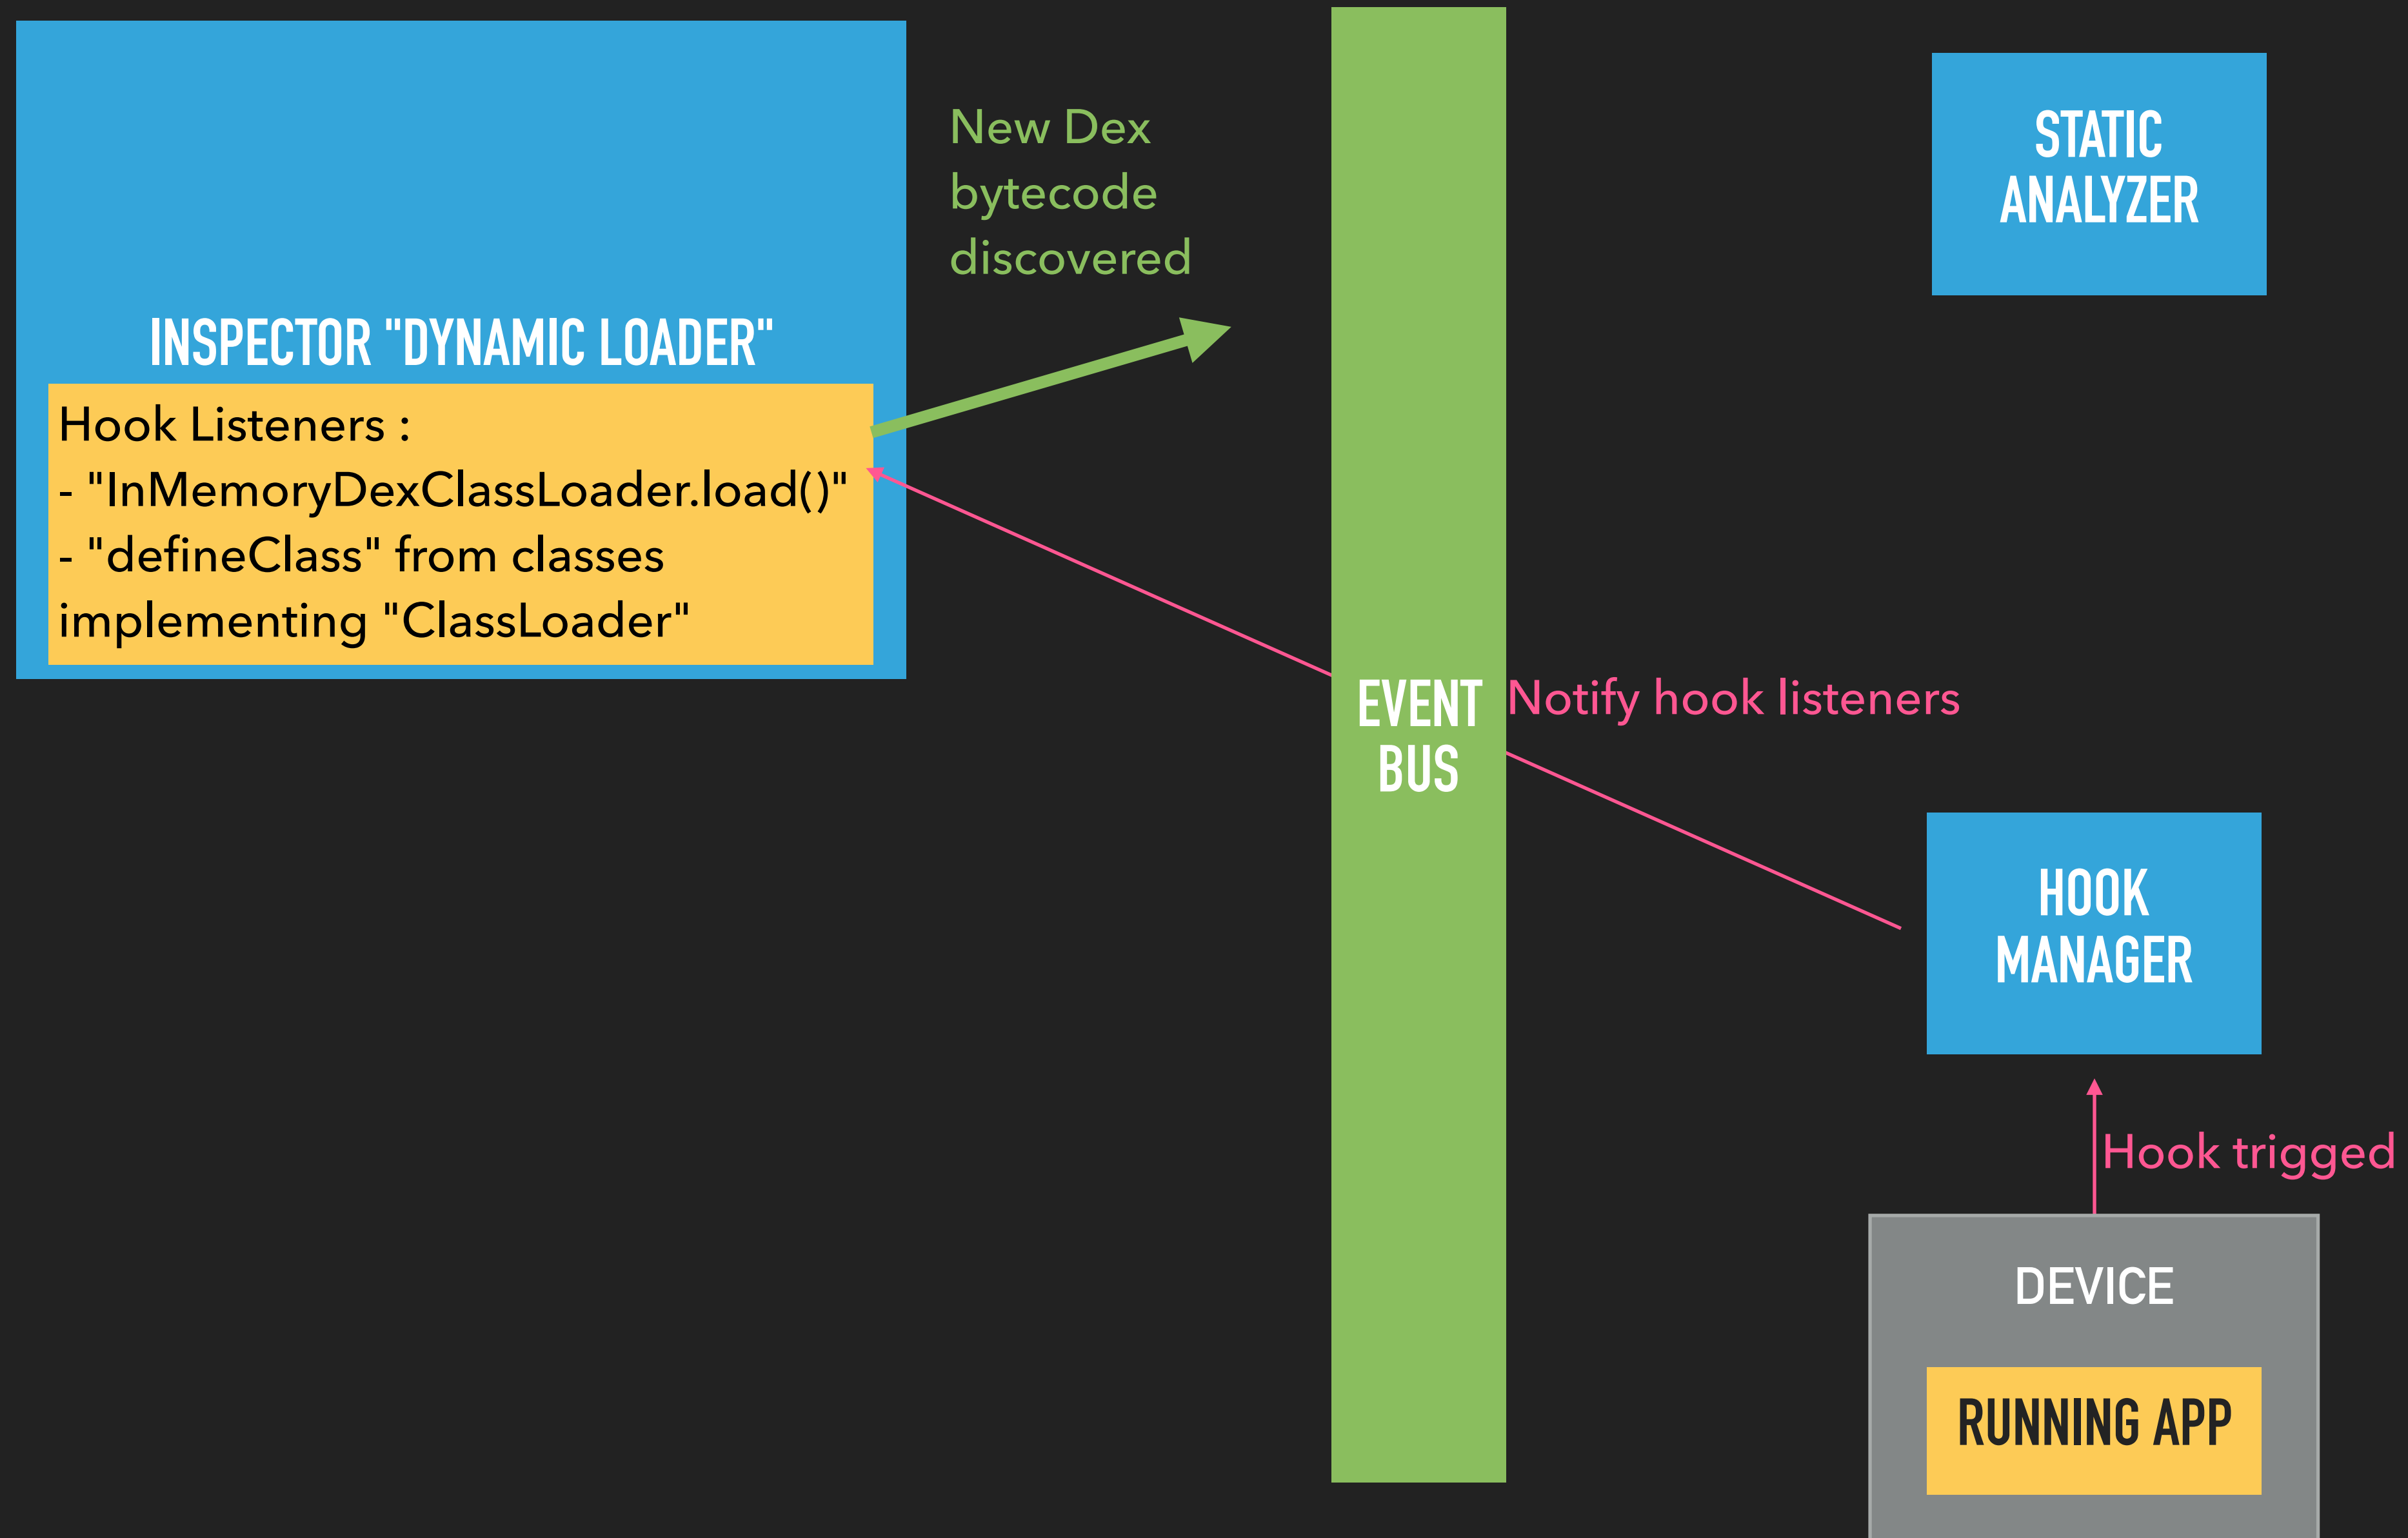 New Dex
bytecode
discovered
STATIC
ANALYZER
INSPECTOR "DYNAMIC LOADER"
Hook Listeners :
- "InMemoryDexClassLoader.load()"
- "defineClass" from classes
implementing "ClassLoader"
EVENT
BUS
Notify hook listeners
HOOK
MANAGER
Hook trigged
DEVICE
RUNNING APP